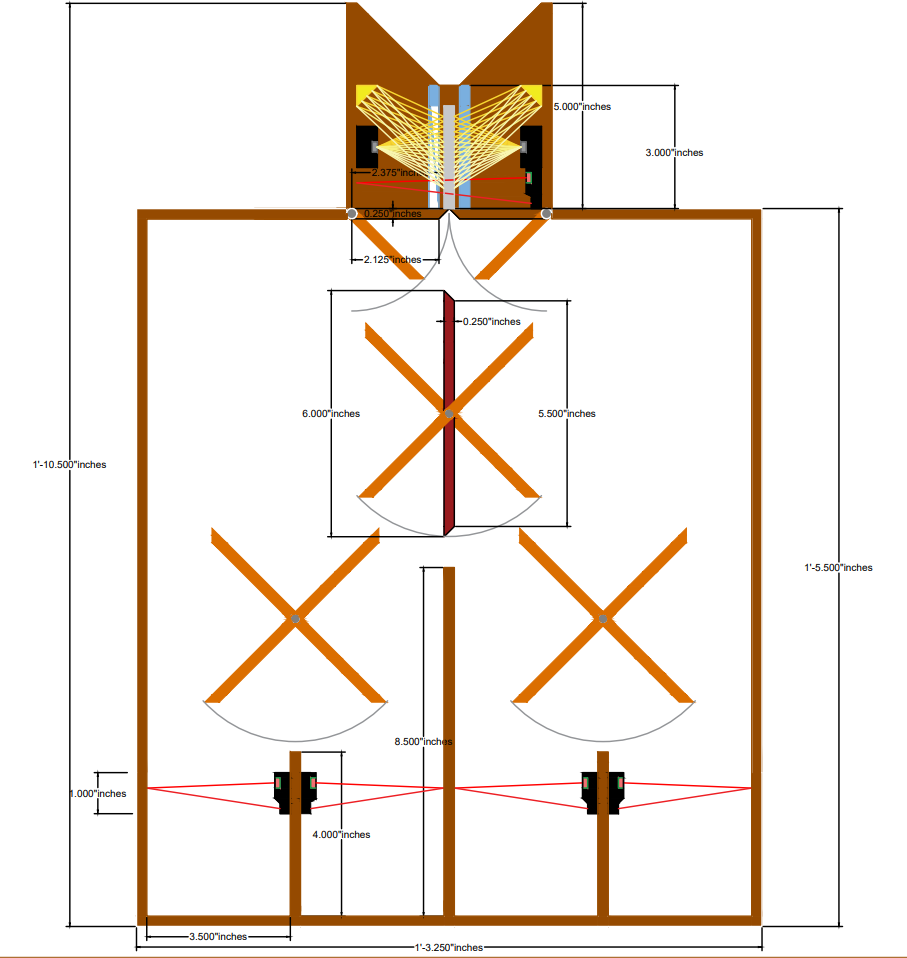 5.000"inches
3.000"inches
2.375"inch
0.250"inches
2.125"inches
0.250"inches
6.000"inches
5.500"inches
1'-10.500"inches
1'-5.500"inches
8.500"inches
1.000"inches
4.000"inches
3.500"inches
1'-3.250"inches